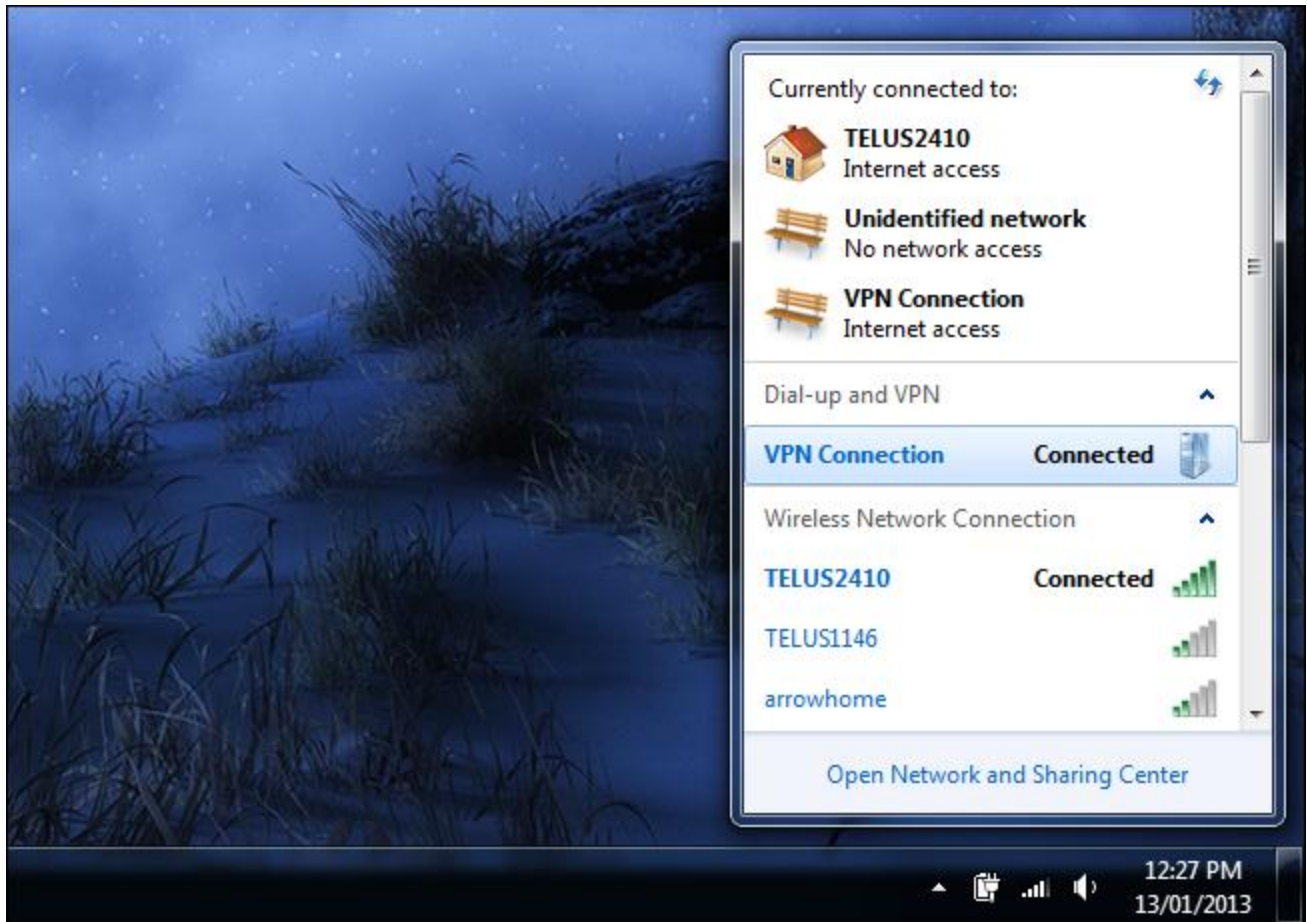 Currently connected to:
TELUS2410
Internet access
Unidentified network
No network access
VPN Connection
Internet access
Dial-up and VPN
VPN Connection Connected
Wireless Network Connection
TELUS2410 Connected
TELUS1146
arrowhome
Open Network and Sharing Center
12:27 PM
13/01/2013